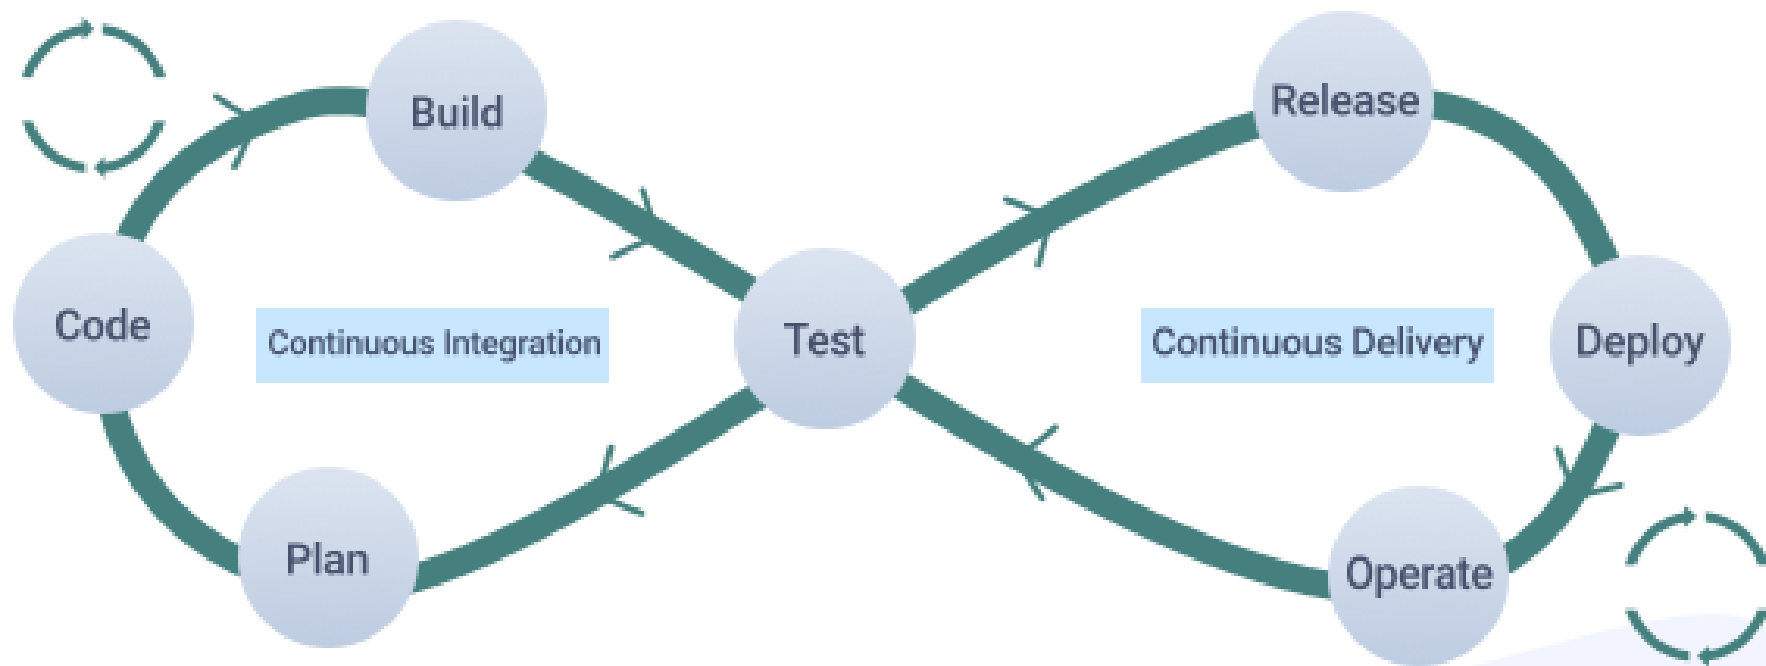 Build
Release
Code
Continuous Integration
Test
Continuous Delivery
Deploy
Plan
Operate